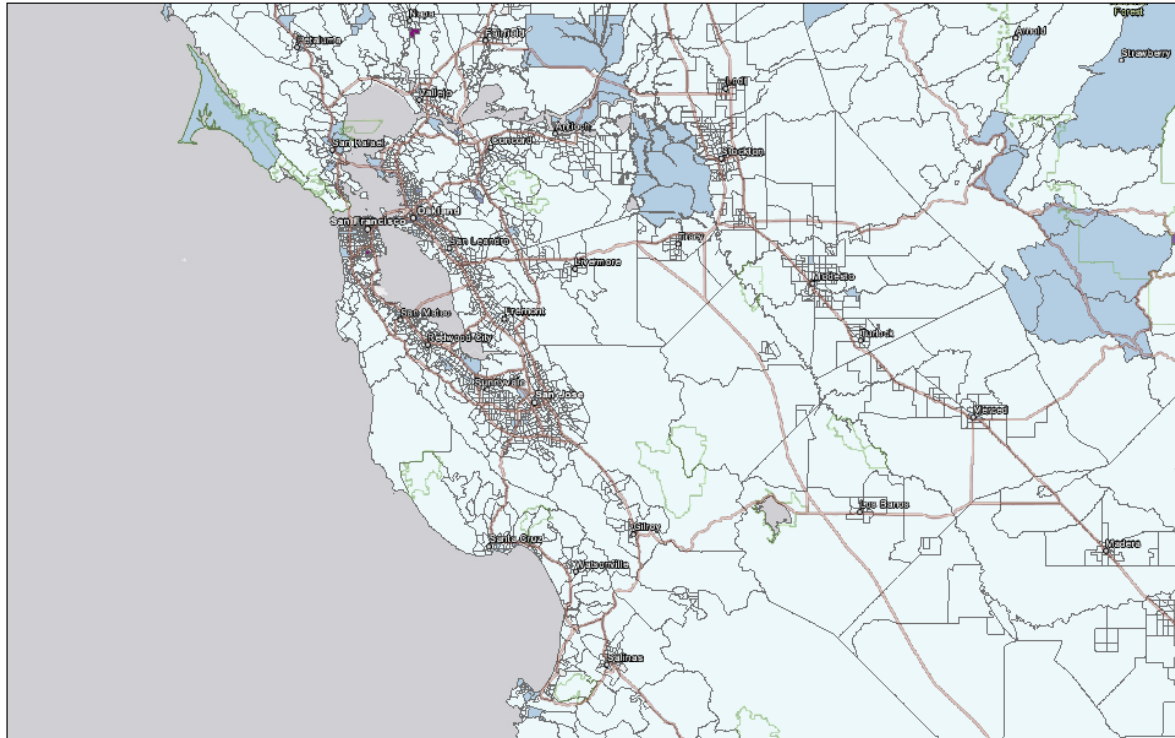 Napa
Forest
Petaluma
Fairfield
Arnold
Strawberry
Vallejo
Lodi
Antioch
San Rafael
Concord
Stockton
Oakland
San Francisco
San Leandro
Tracy
Livermore
Modesto
San Mateo
Fremont
Redwood City
Turlock
Sunnyvale
San Jose
Merced
Los Banos
Gilroy
Santa Cruz
Madera
Watsonville
Salinas